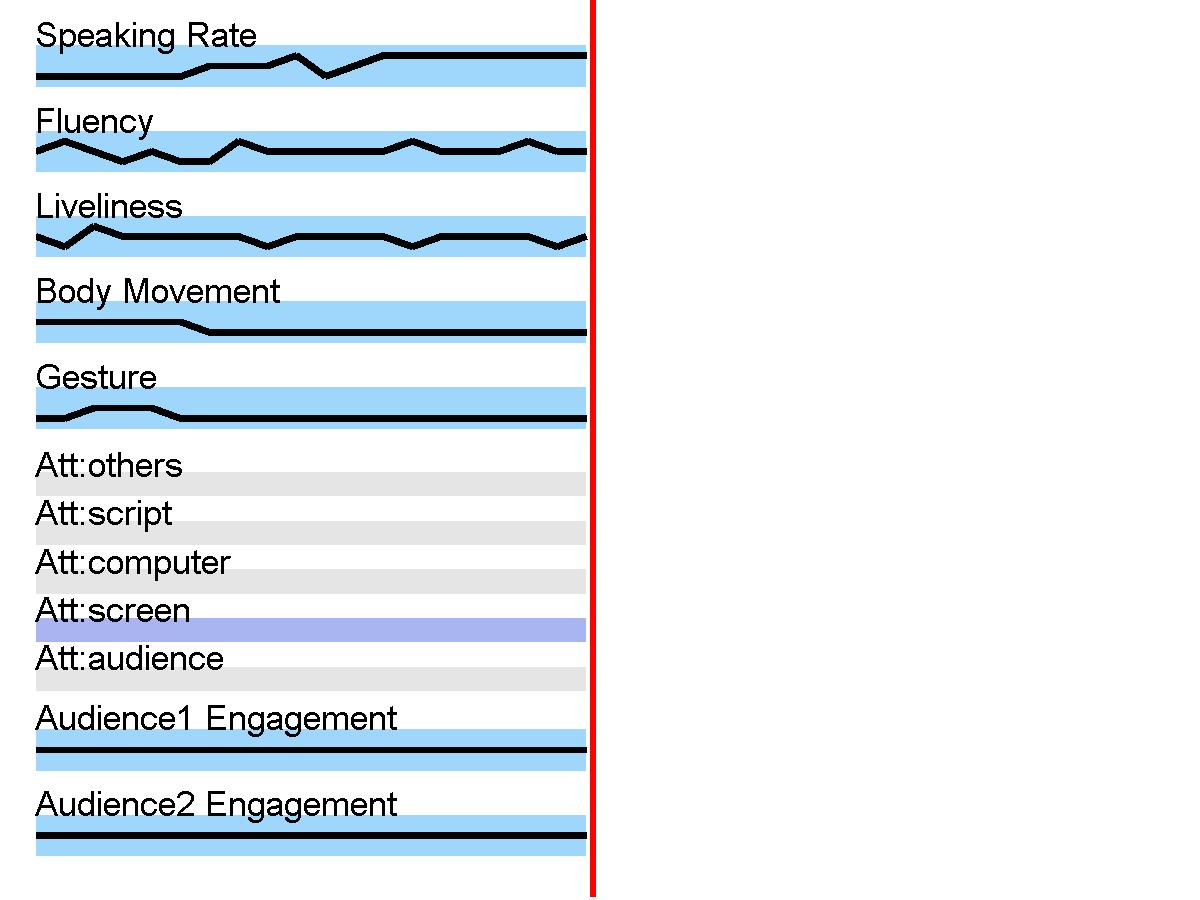 Speaking Rate
Fluency
Liveliness
Body Movement
Gesture
Att:others
Att:script
Att:computer
Att:screen
Att:audience
Audience1 Engagement
Audience2 Engagement